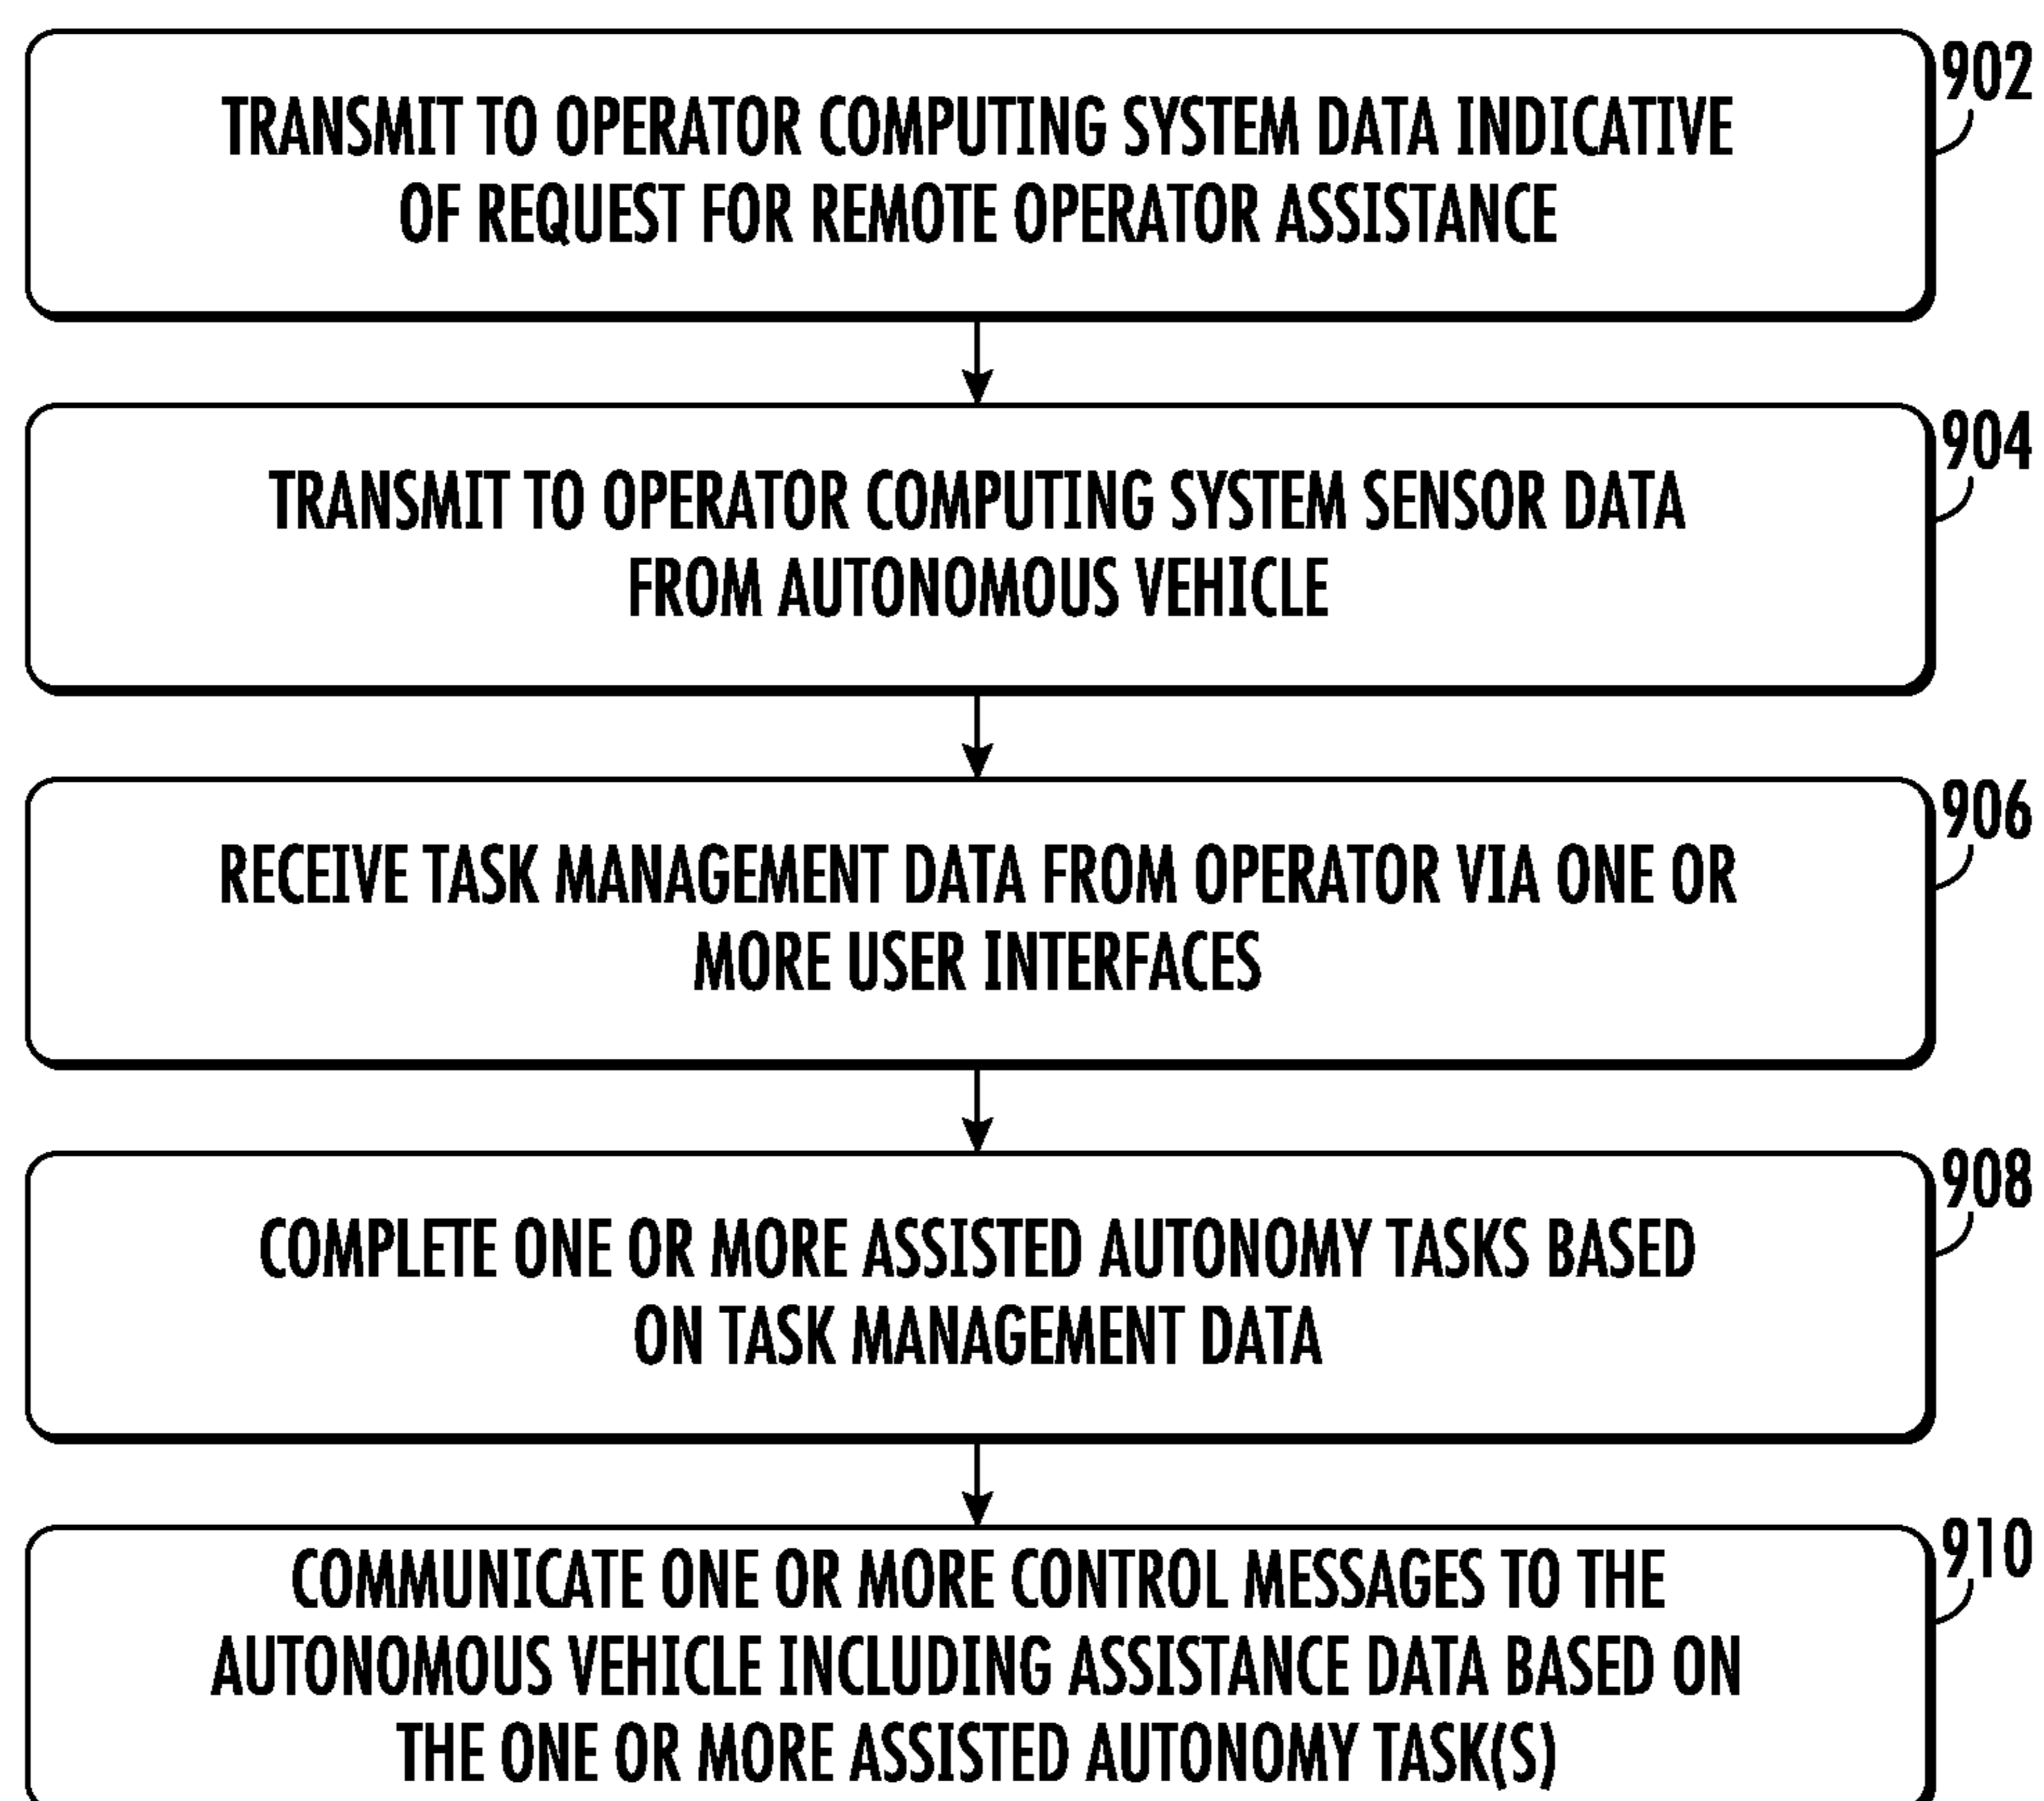 902
TRANSMIT TO OPERATOR COMPUTING SYSTEM DATA INDICATIVE
OF REQUEST FOR REMOTE OPERATOR ASSISTANCE
904
TRANSMIT TO OPERATOR COMPUTING SYSTEM SENSOR DATA
FROM AUTONOMOUS VEHICLE
906
RECEIVE TASK MANAGEMENT DATA FROM OPERATOR VIA ONE OR
MORE USER INTERFACES
908
COMPLETE ONE OR MORE ASSISTED AUTONOMY TASKS BASED
ON TASK MANAGEMENT DATA
910
COMMUNICATE ONE OR MORE CONTROL MESSAGES TO THE
AUTONOMOUS VEHICLE INCLUDING ASSISTANCE DATA BASED ON
THE ONE OR MORE ASSISTED AUTONOMY TASK(S)